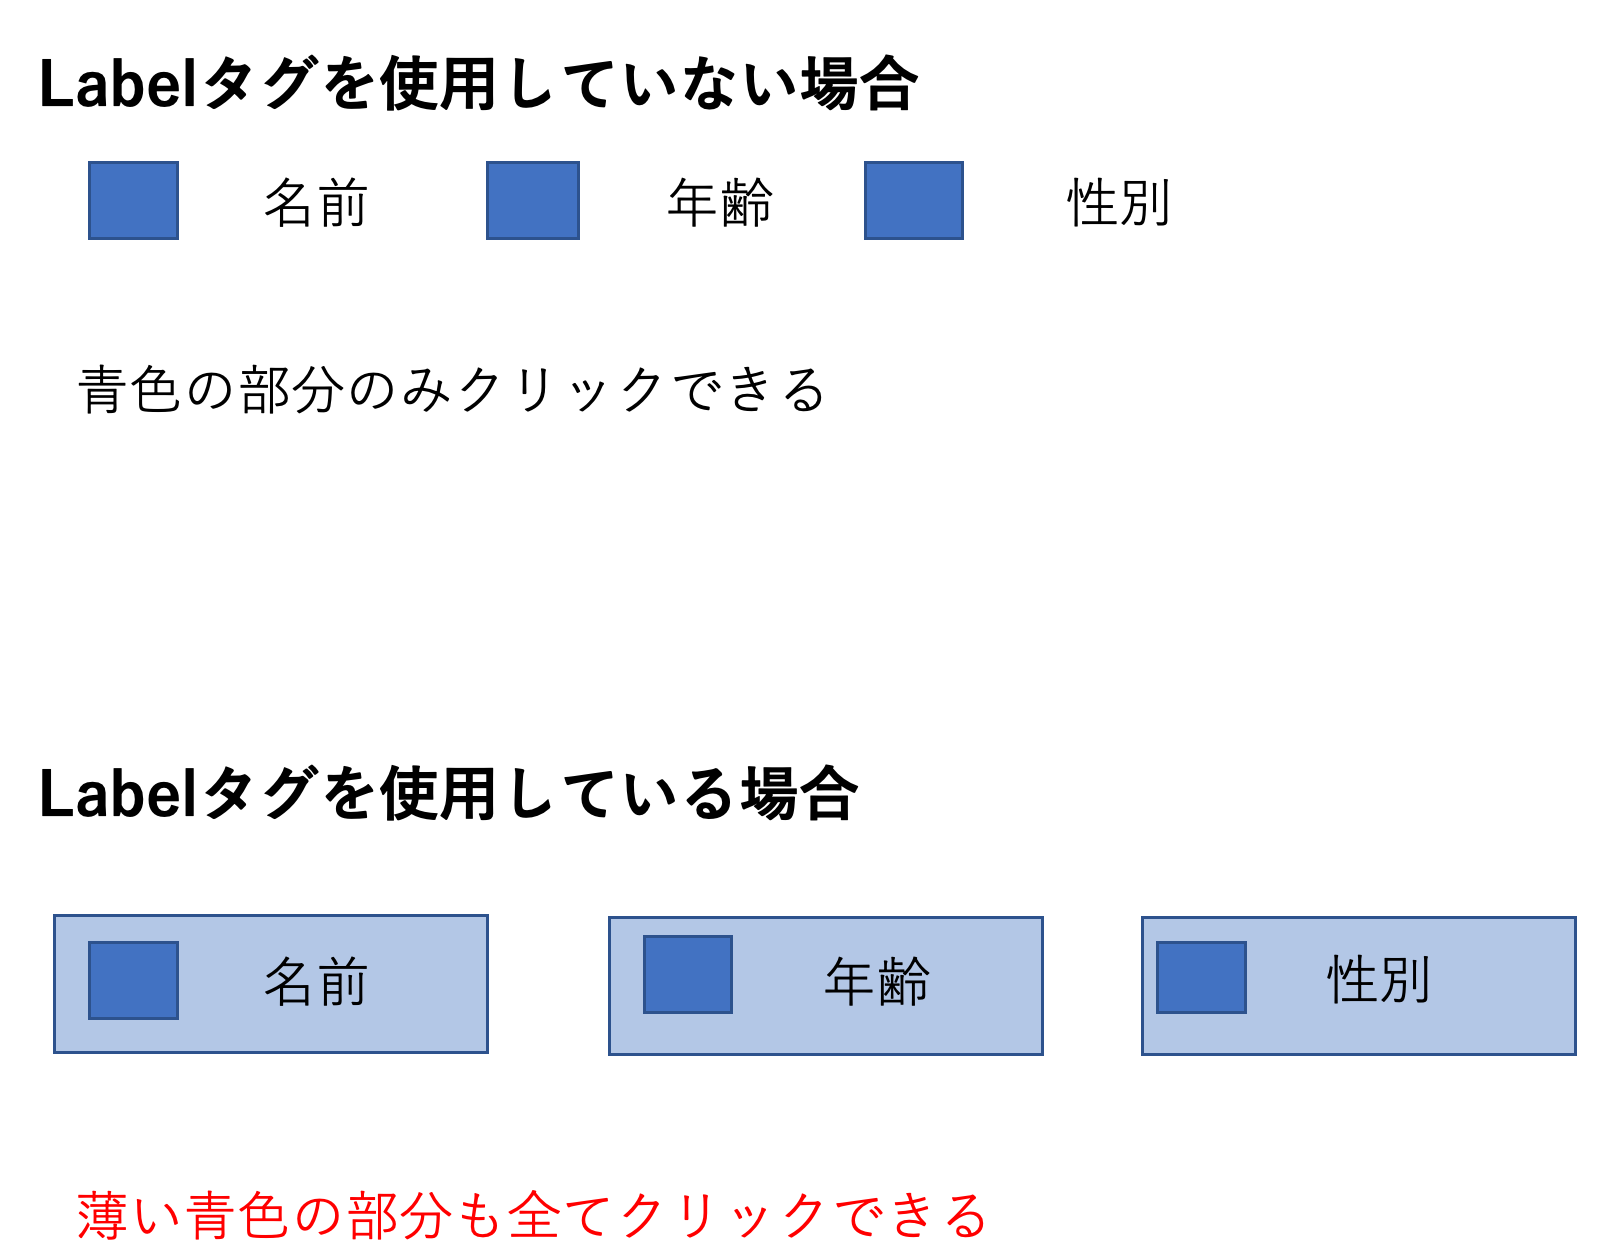 Labelタグを使用していない場合
名前 年齢 性別
青色の部分のみクリックできる
Labelタグを使用している場合
名前 年齢 性別
薄い青色の部分も全てクリックできる